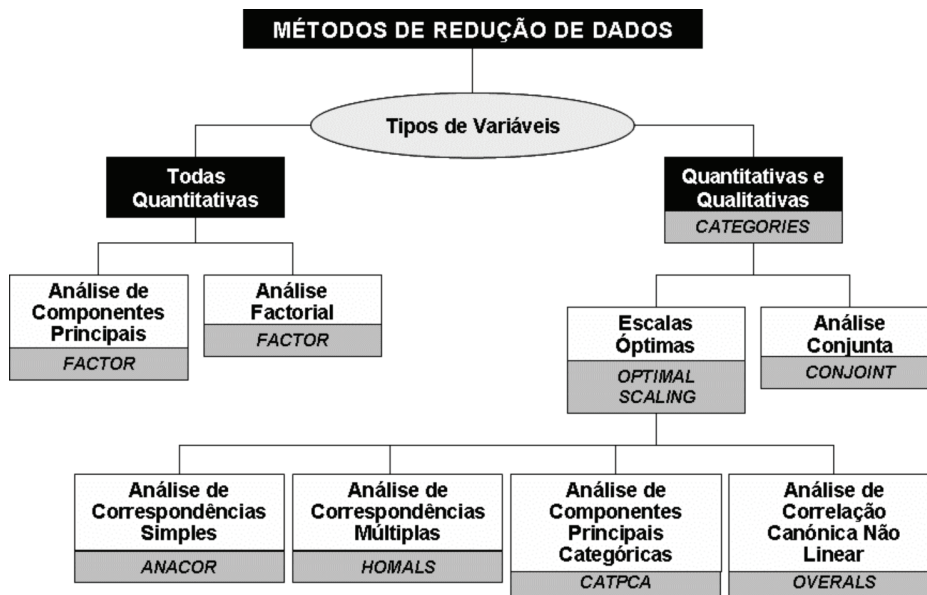 MÉTODOS DE REDUÇÃO DE DADOS
Tipos de Variáveis
Todas
Quantitativas
Quantitativas e
Qualitativas
CATEGORIES
Análise de
Componentes
Principais
FACTOR
Análise
Factorial
FACTOR
Escalas
Óptimas
OPTIMAL
SCALING
Análise
Conjunta
CONJOINT
Análise de
Correspondências
Simples
ANACOR
Análise de
Correspondências
Múltiplas
HOMALS
Análise de
Componentes
Principais
Categóricas
CATPCA
Análise de
Correlação
Canónica Não
Linear
OVERALS